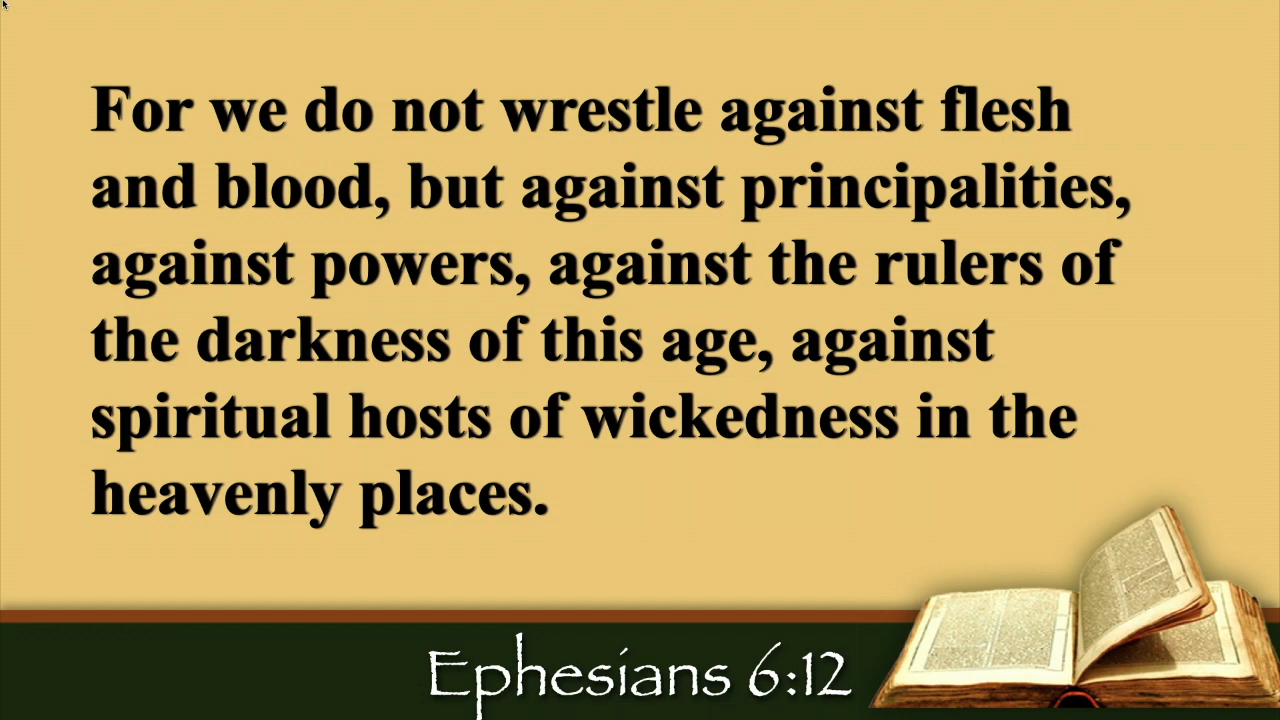 For we do not wrestle against flesh
and blood, but against principalities,
against powers, against the rulers of
the darkness of this age, against
spiritual hosts of wickedness in the
heavenly places.
Ephesians 6:12